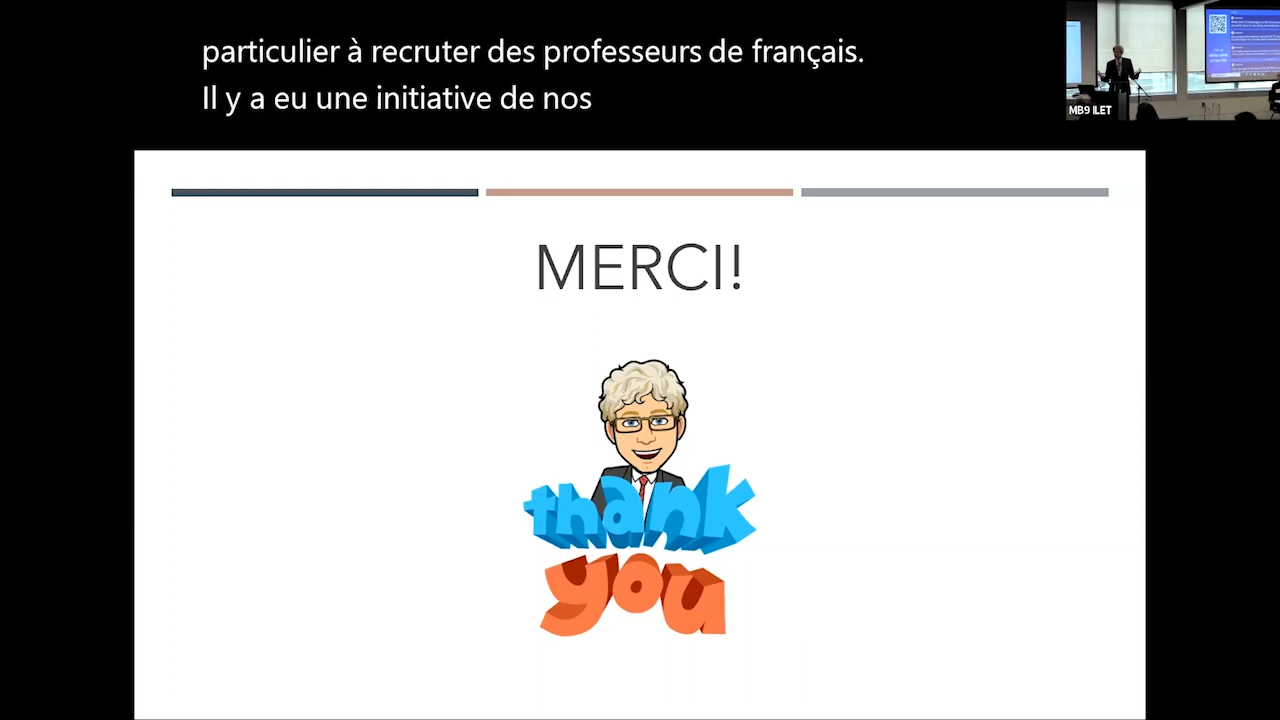 particulier à recruter des professeurs de français.
Il y a eu une initiative de nos
MB9 ILET
MERCI!
thank
you